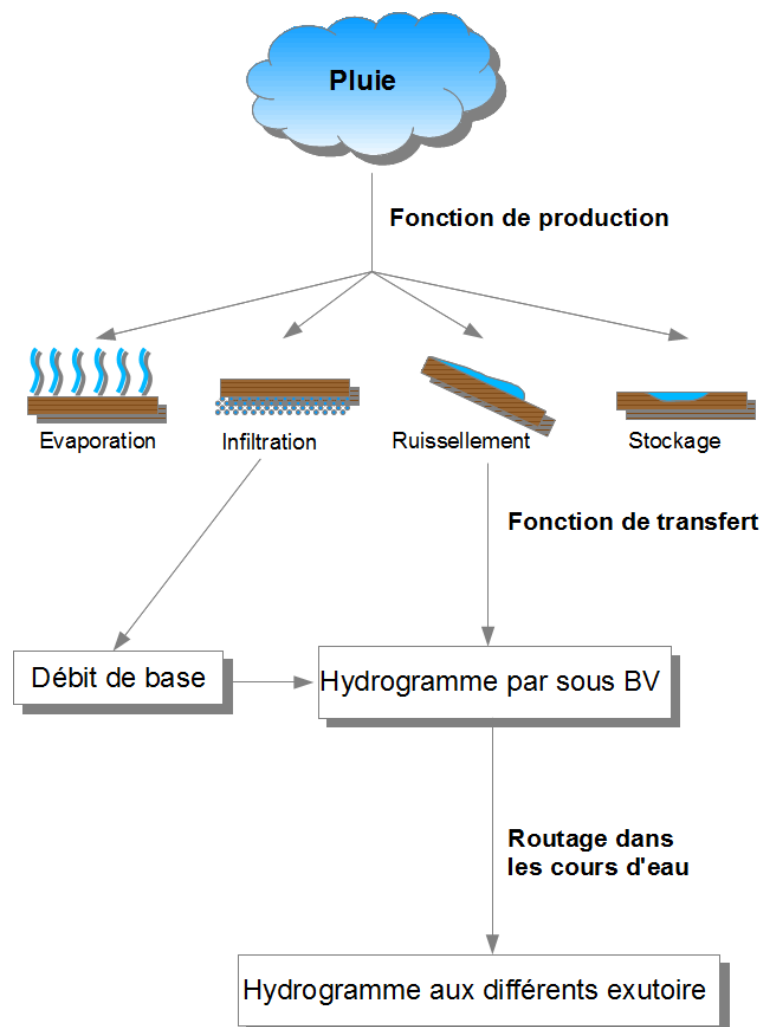 Pluie
Fonction de production
Evaporation
Infiltration
Ruissellement
Stockage
Fonction de transfert
Débit de base
Hydrogramme par sous BV
Routage dans
les cours d'eau
Hydrogramme aux différents exutoire